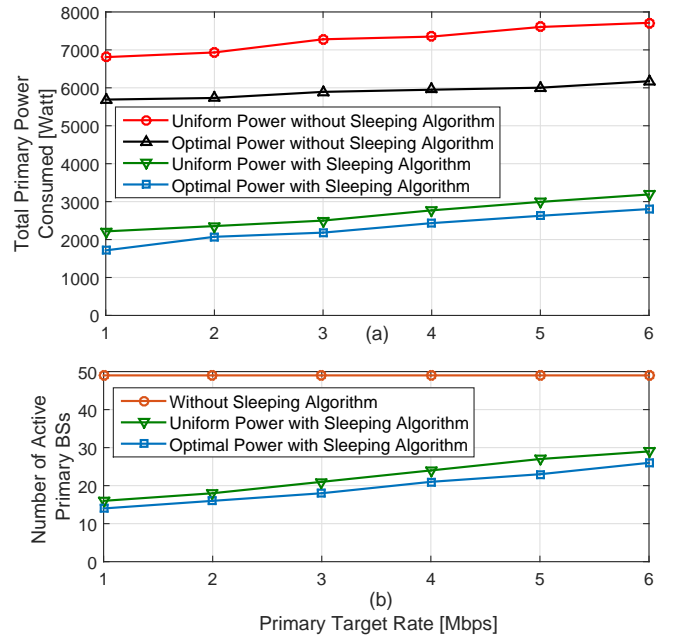 8000
7000
6000
5000
4000
3000
2000
1000
0
Total Primary Power
Consumed [Watt]
Uniform Power without Sleeping Algorithm
Optimal Power without Sleeping Algorithm
Uniform Power with Sleeping Algorithm
Optimal Power with Sleeping Algorithm
1 2 3 4 5 6
(a)
50
40
30
20
10
0
Number of Active
Primary BSs
Without Sleeping Algorithm
Uniform Power with Sleeping Algorithm
Optimal Power with Sleeping Algorithm
1 2 3 4 5 6
(b)
Primary Target Rate [Mbps]